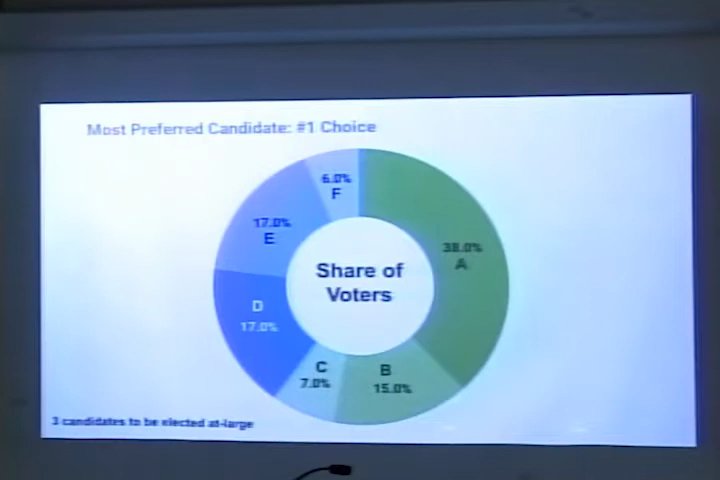 Most Preferred Candidate: #1 Choice
6.0%
F
17.0%
E
38.0%
A
Share of
Voters
D
17.0%
C
7.0%
B
15.0%
3 candidates to be elected at-large